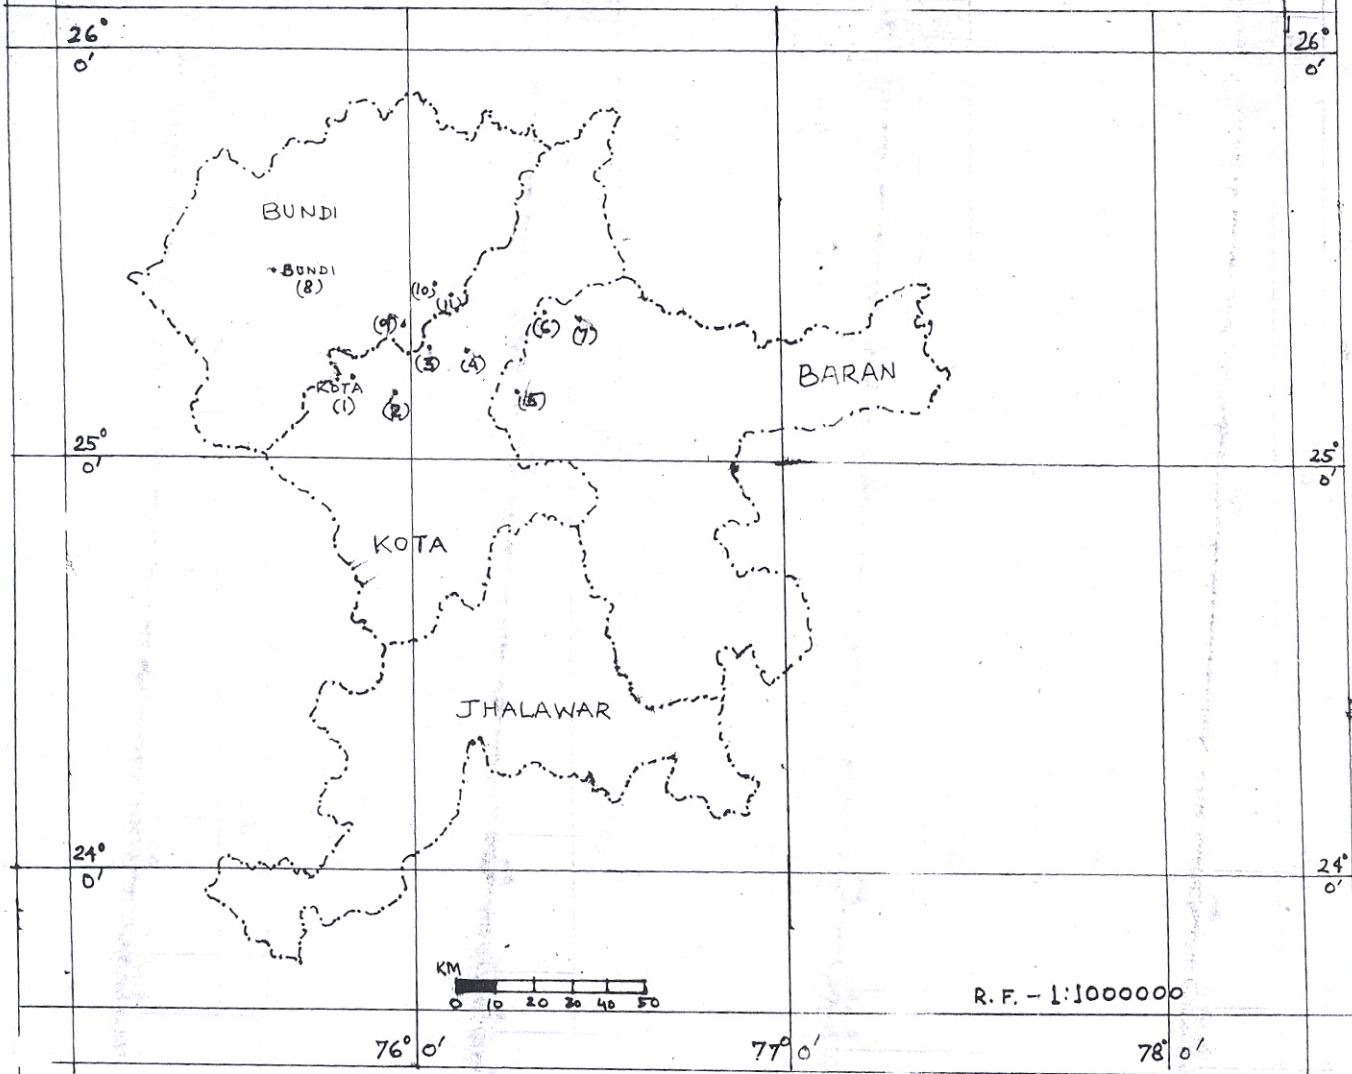 26° 0'
26° 0'
BUNDI
BUNDI
(8)
(10)
(11)
(9)
(6)
(7)
(3)
(4)
KOTA
(1)
(2)
(5)
BARAN
25° 0'
25° 0'
KOTA
JHALAWAR
24° 0'
24° 0'
KM
0 10 20 30 40 50
R.F. - 1:1000000
76° 0'
77° 0'
78° 0'